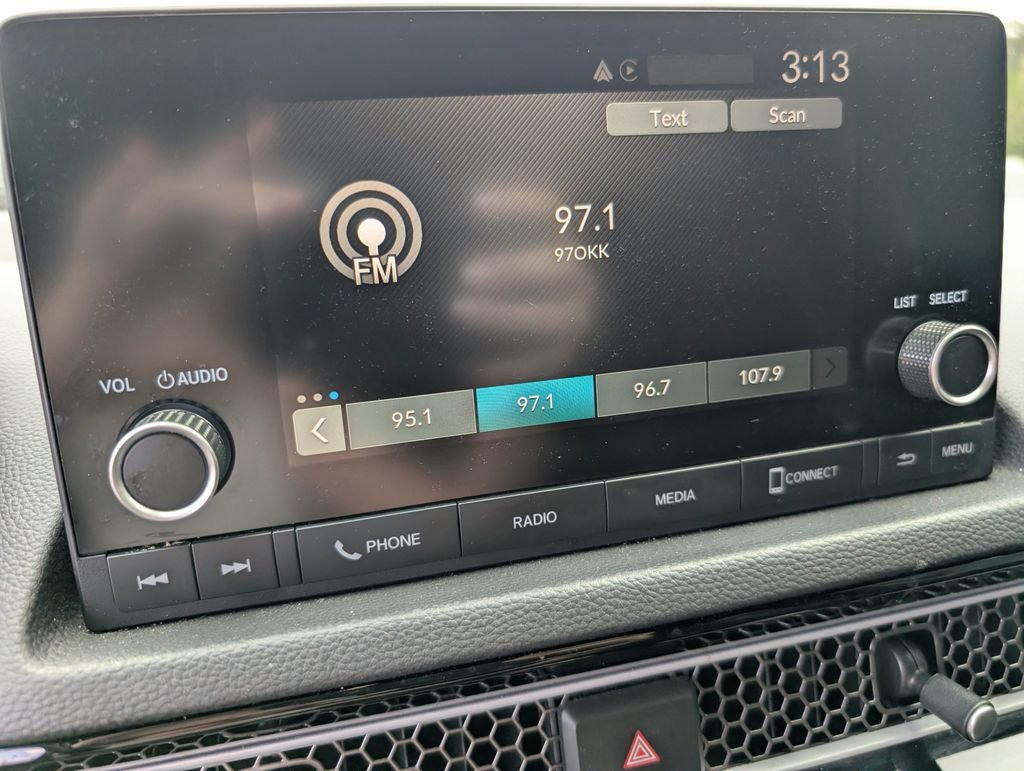 3:13
Text Scan
97.1
97OKK
FM
LIST SELECT
VOL AUDIO
95.1 97.1 96.7 107.9
PHONE RADIO MEDIA CONNECT MENU